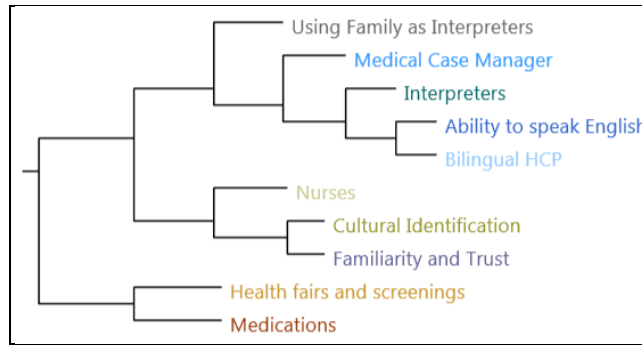 Using Family as Interpreters
Medical Case Manager
Interpreters
Ability to speak English
Bilingual HCP
Nurses
Cultural Identification
Familiarity and Trust
Health fairs and screenings
Medications